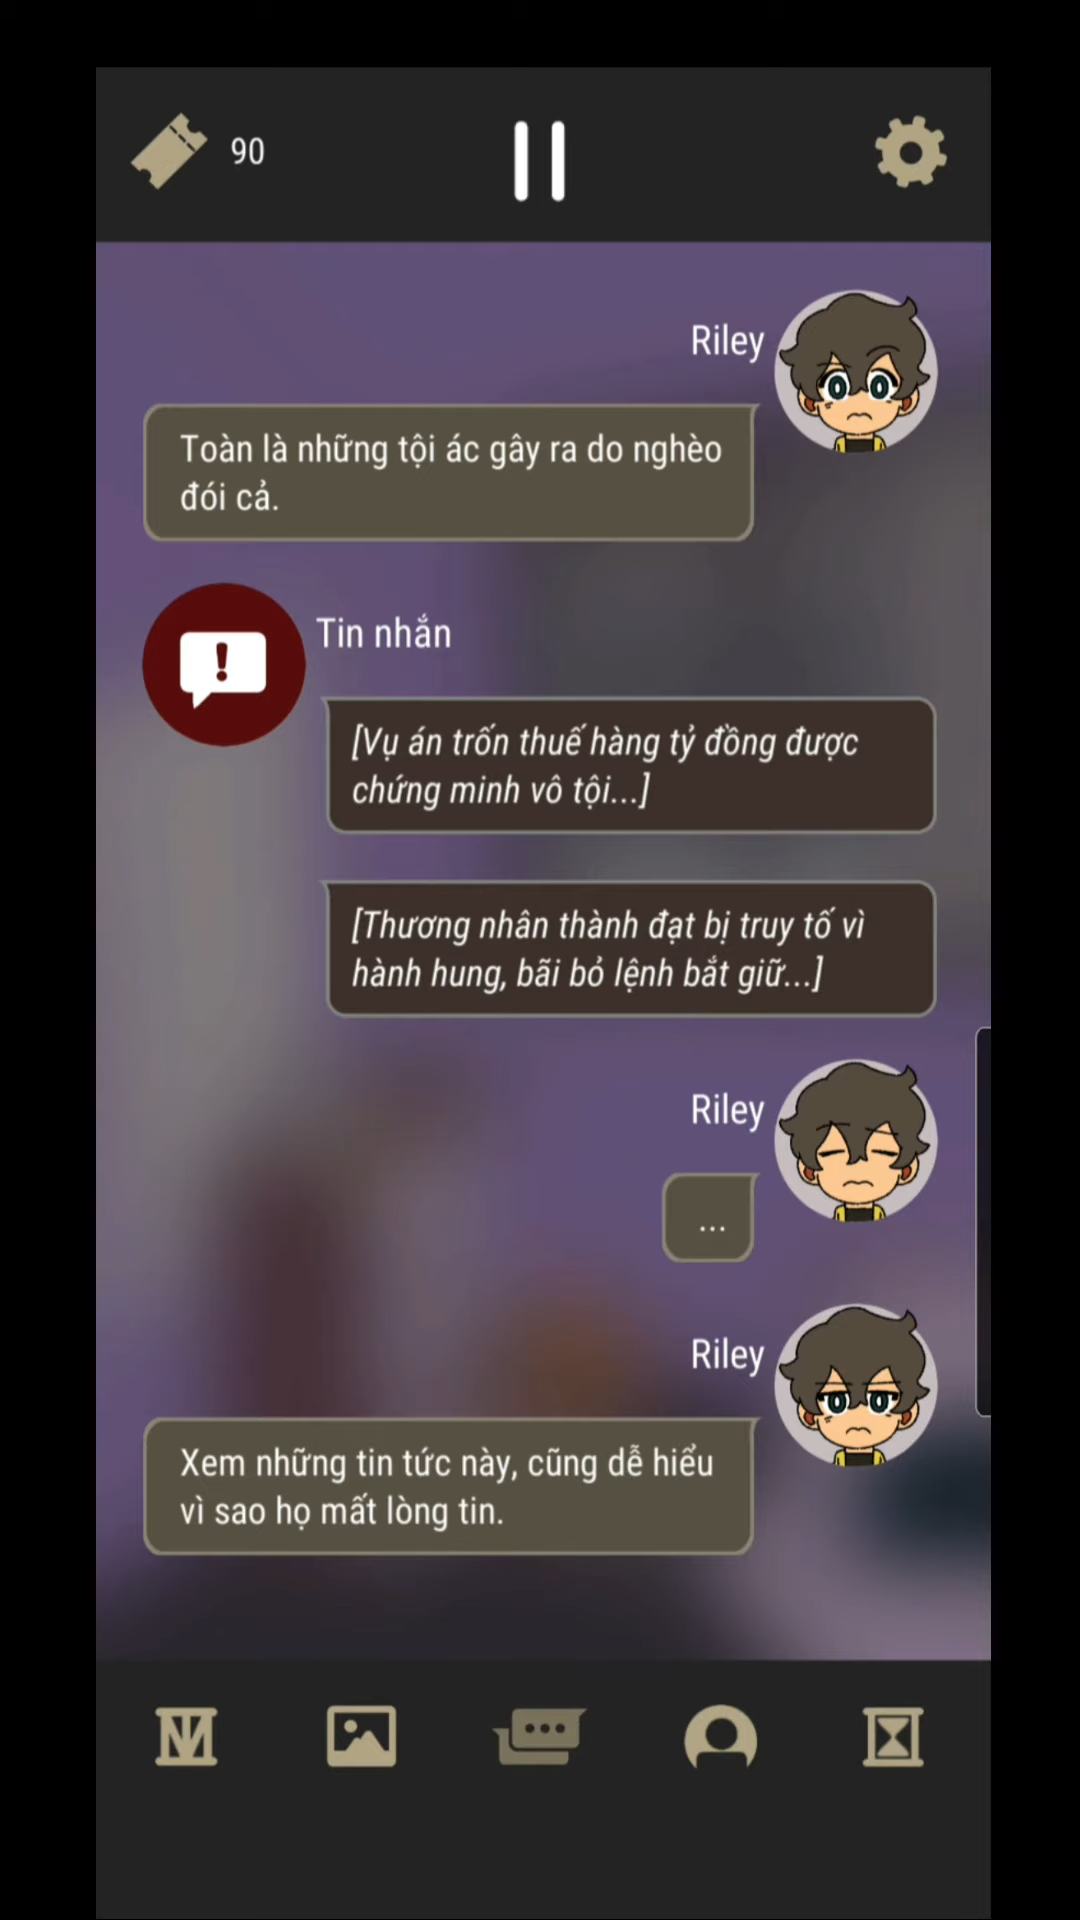 90
Riley
Toàn là những tội ác gây ra do nghèo
đói cả.
Tin nhắn
[Vụ án trốn thuế hàng tỷ đồng được
chứng minh vô tội...]
[Thương nhân thành đạt bị truy tố vì
hành hung, bãi bỏ lệnh bắt giữ...]
Riley
...
Riley
Xem những tin tức này, cũng dễ hiểu
vì sao họ mất lòng tin.